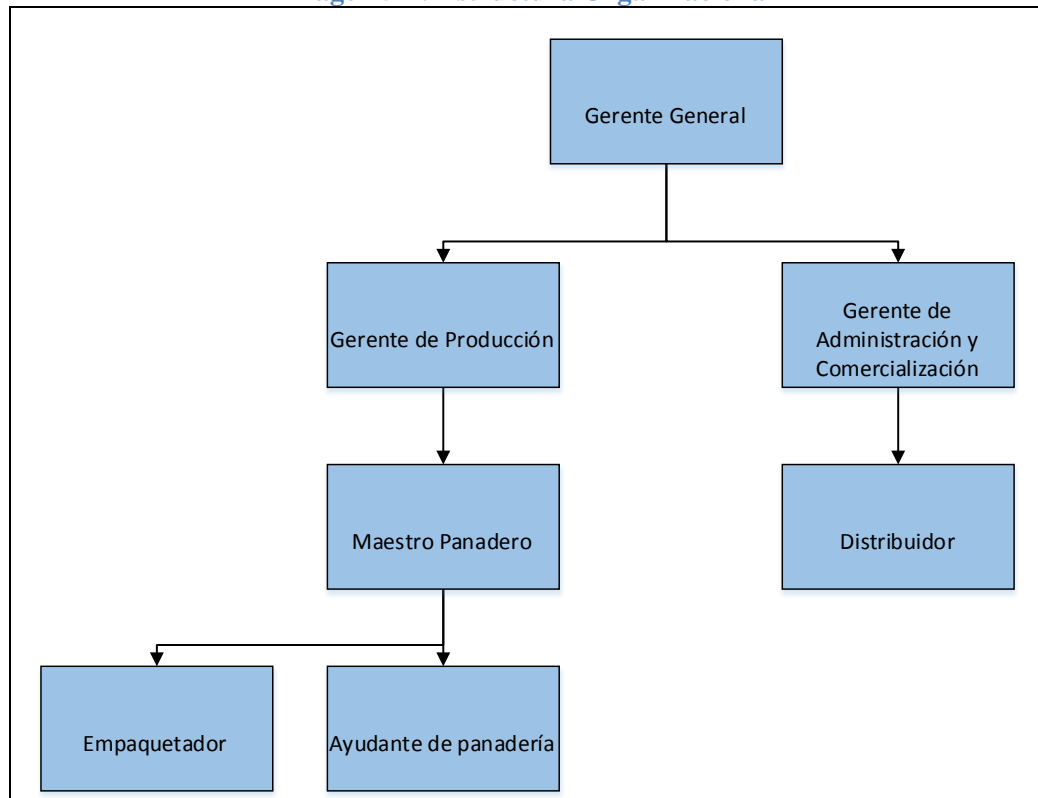 Gerente General
Gerente de Producción
Gerente de
Administración y
Comercialización
Maestro Panadero
Distribuidor
Empaquetador
Ayudante de panadería